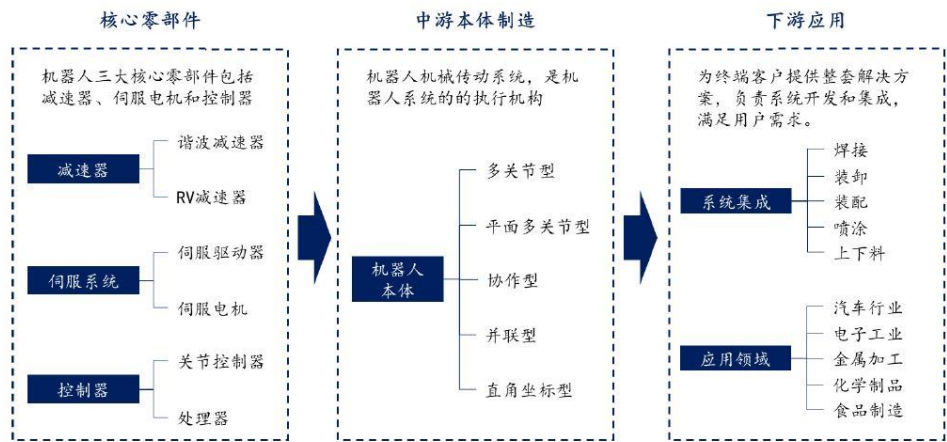 核心零部件
机器人三大核心零部件包括
减速器、伺服电机和控制器
减速器
谐波减速器
RV减速器
伺服系统
伺服驱动器
伺服电机
控制器
关节控制器
处理器
中游本体制造
机器人机械传动系统，是机
器人系统的的执行机构
机器人
本体
多关节型
平面多关节型
协作型
并联型
直角坐标型
下游应用
为终端客户提供整套解决方
案，负责系统开发和集成，
满足用户需求。
系统集成
焊接
装卸
装配
喷涂
上下料
应用领域
汽车行业
电子工业
金属加工
化学制品
食品制造